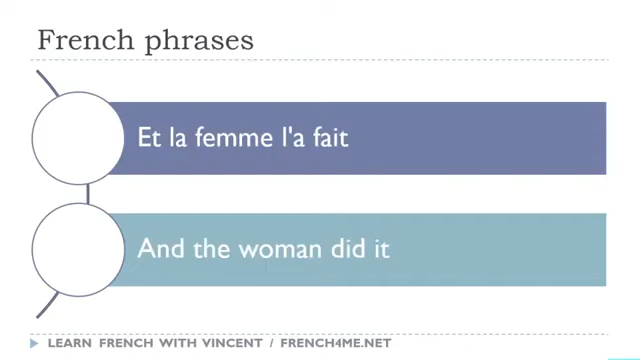 French phrases
Et la femme l'a fait
And the woman did it
LEARN FRENCH WITH VINCENT / FRENCH4ME.NET